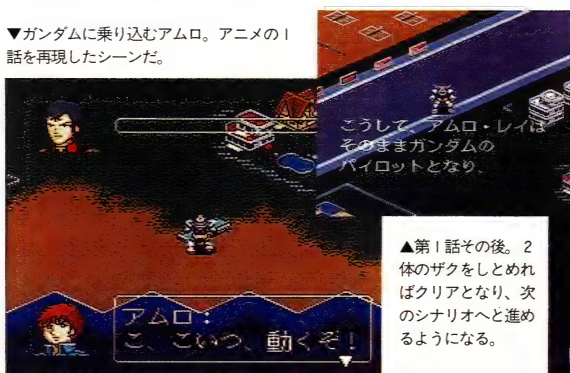 ▼ガンダムに乗り込むアムロ。アニメの1
話を再現したシーンだ。
こうして、アムロ・レイは
そのままガンダムの
パイロットとなり、
アムロ：
こ、こいつ、動くぞ！
▲第1話その後。2
体のザクをしとめれ
ばクリアとなり、次
のシナリオへと進め
るようになる。